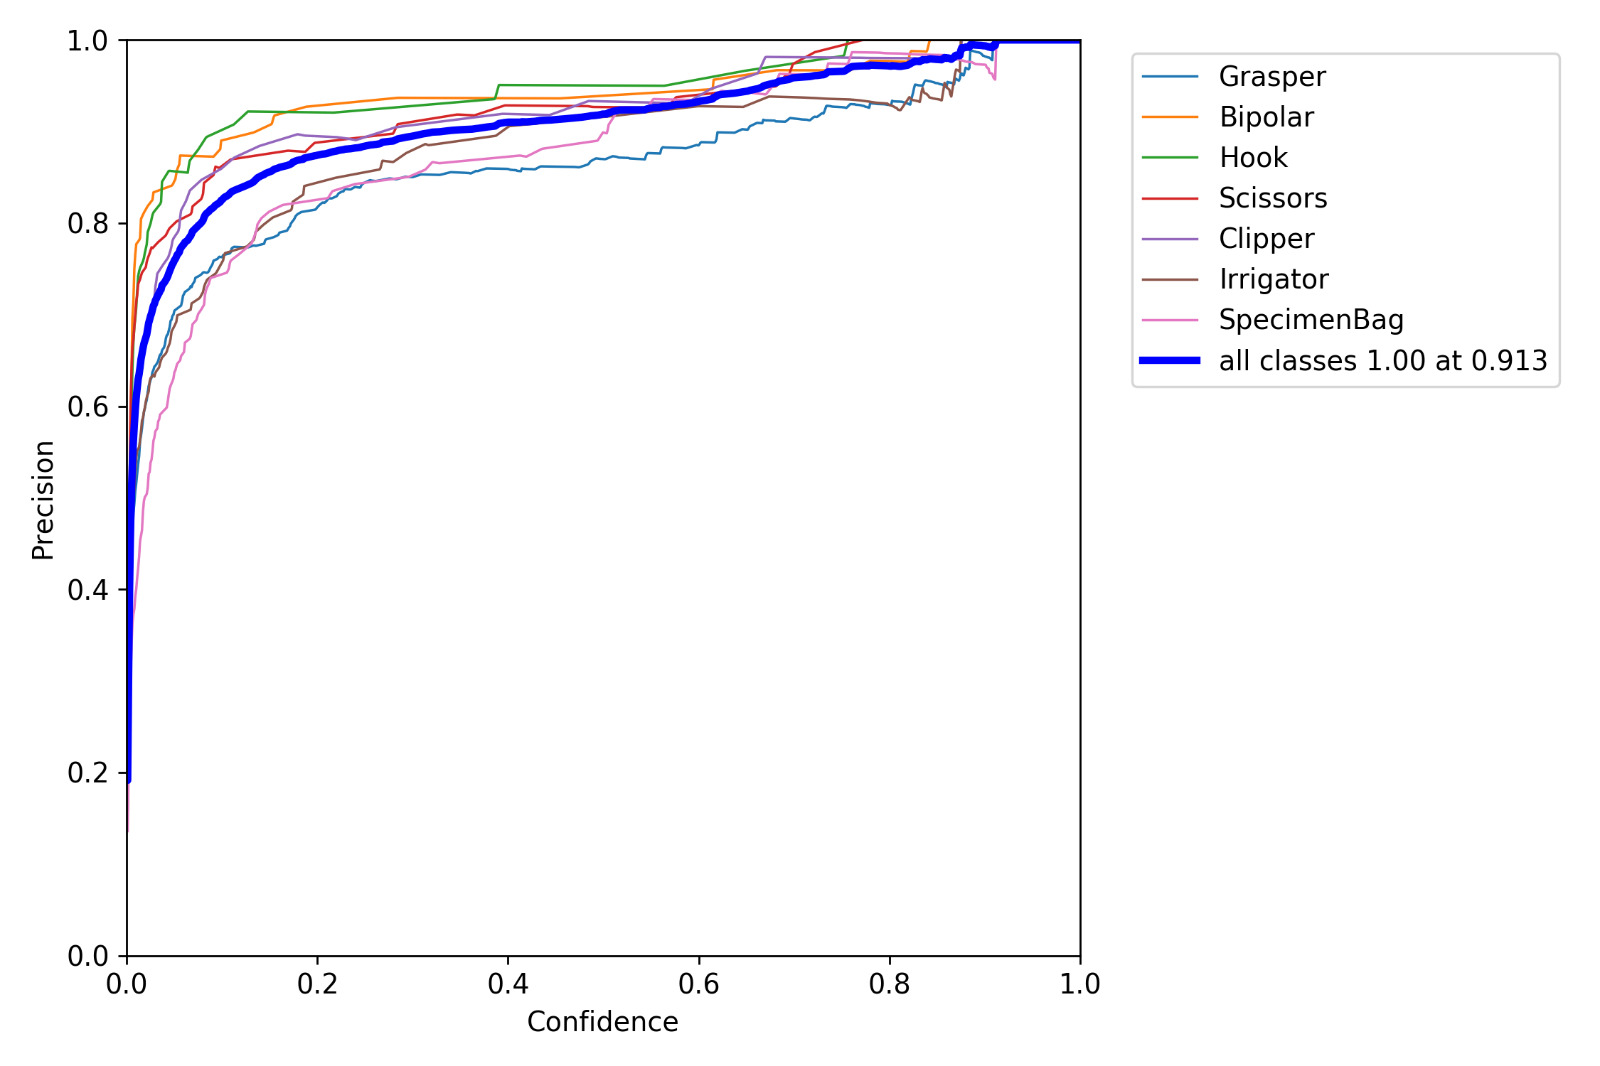 1.0
0.8
0.6
0.4
0.2
0.0
Precision
0.0 0.2 0.4 0.6 0.8 1.0
Confidence
Grasper
Bipolar
Hook
Scissors
Clipper
Irrigator
SpecimenBag
all classes 1.00 at 0.913